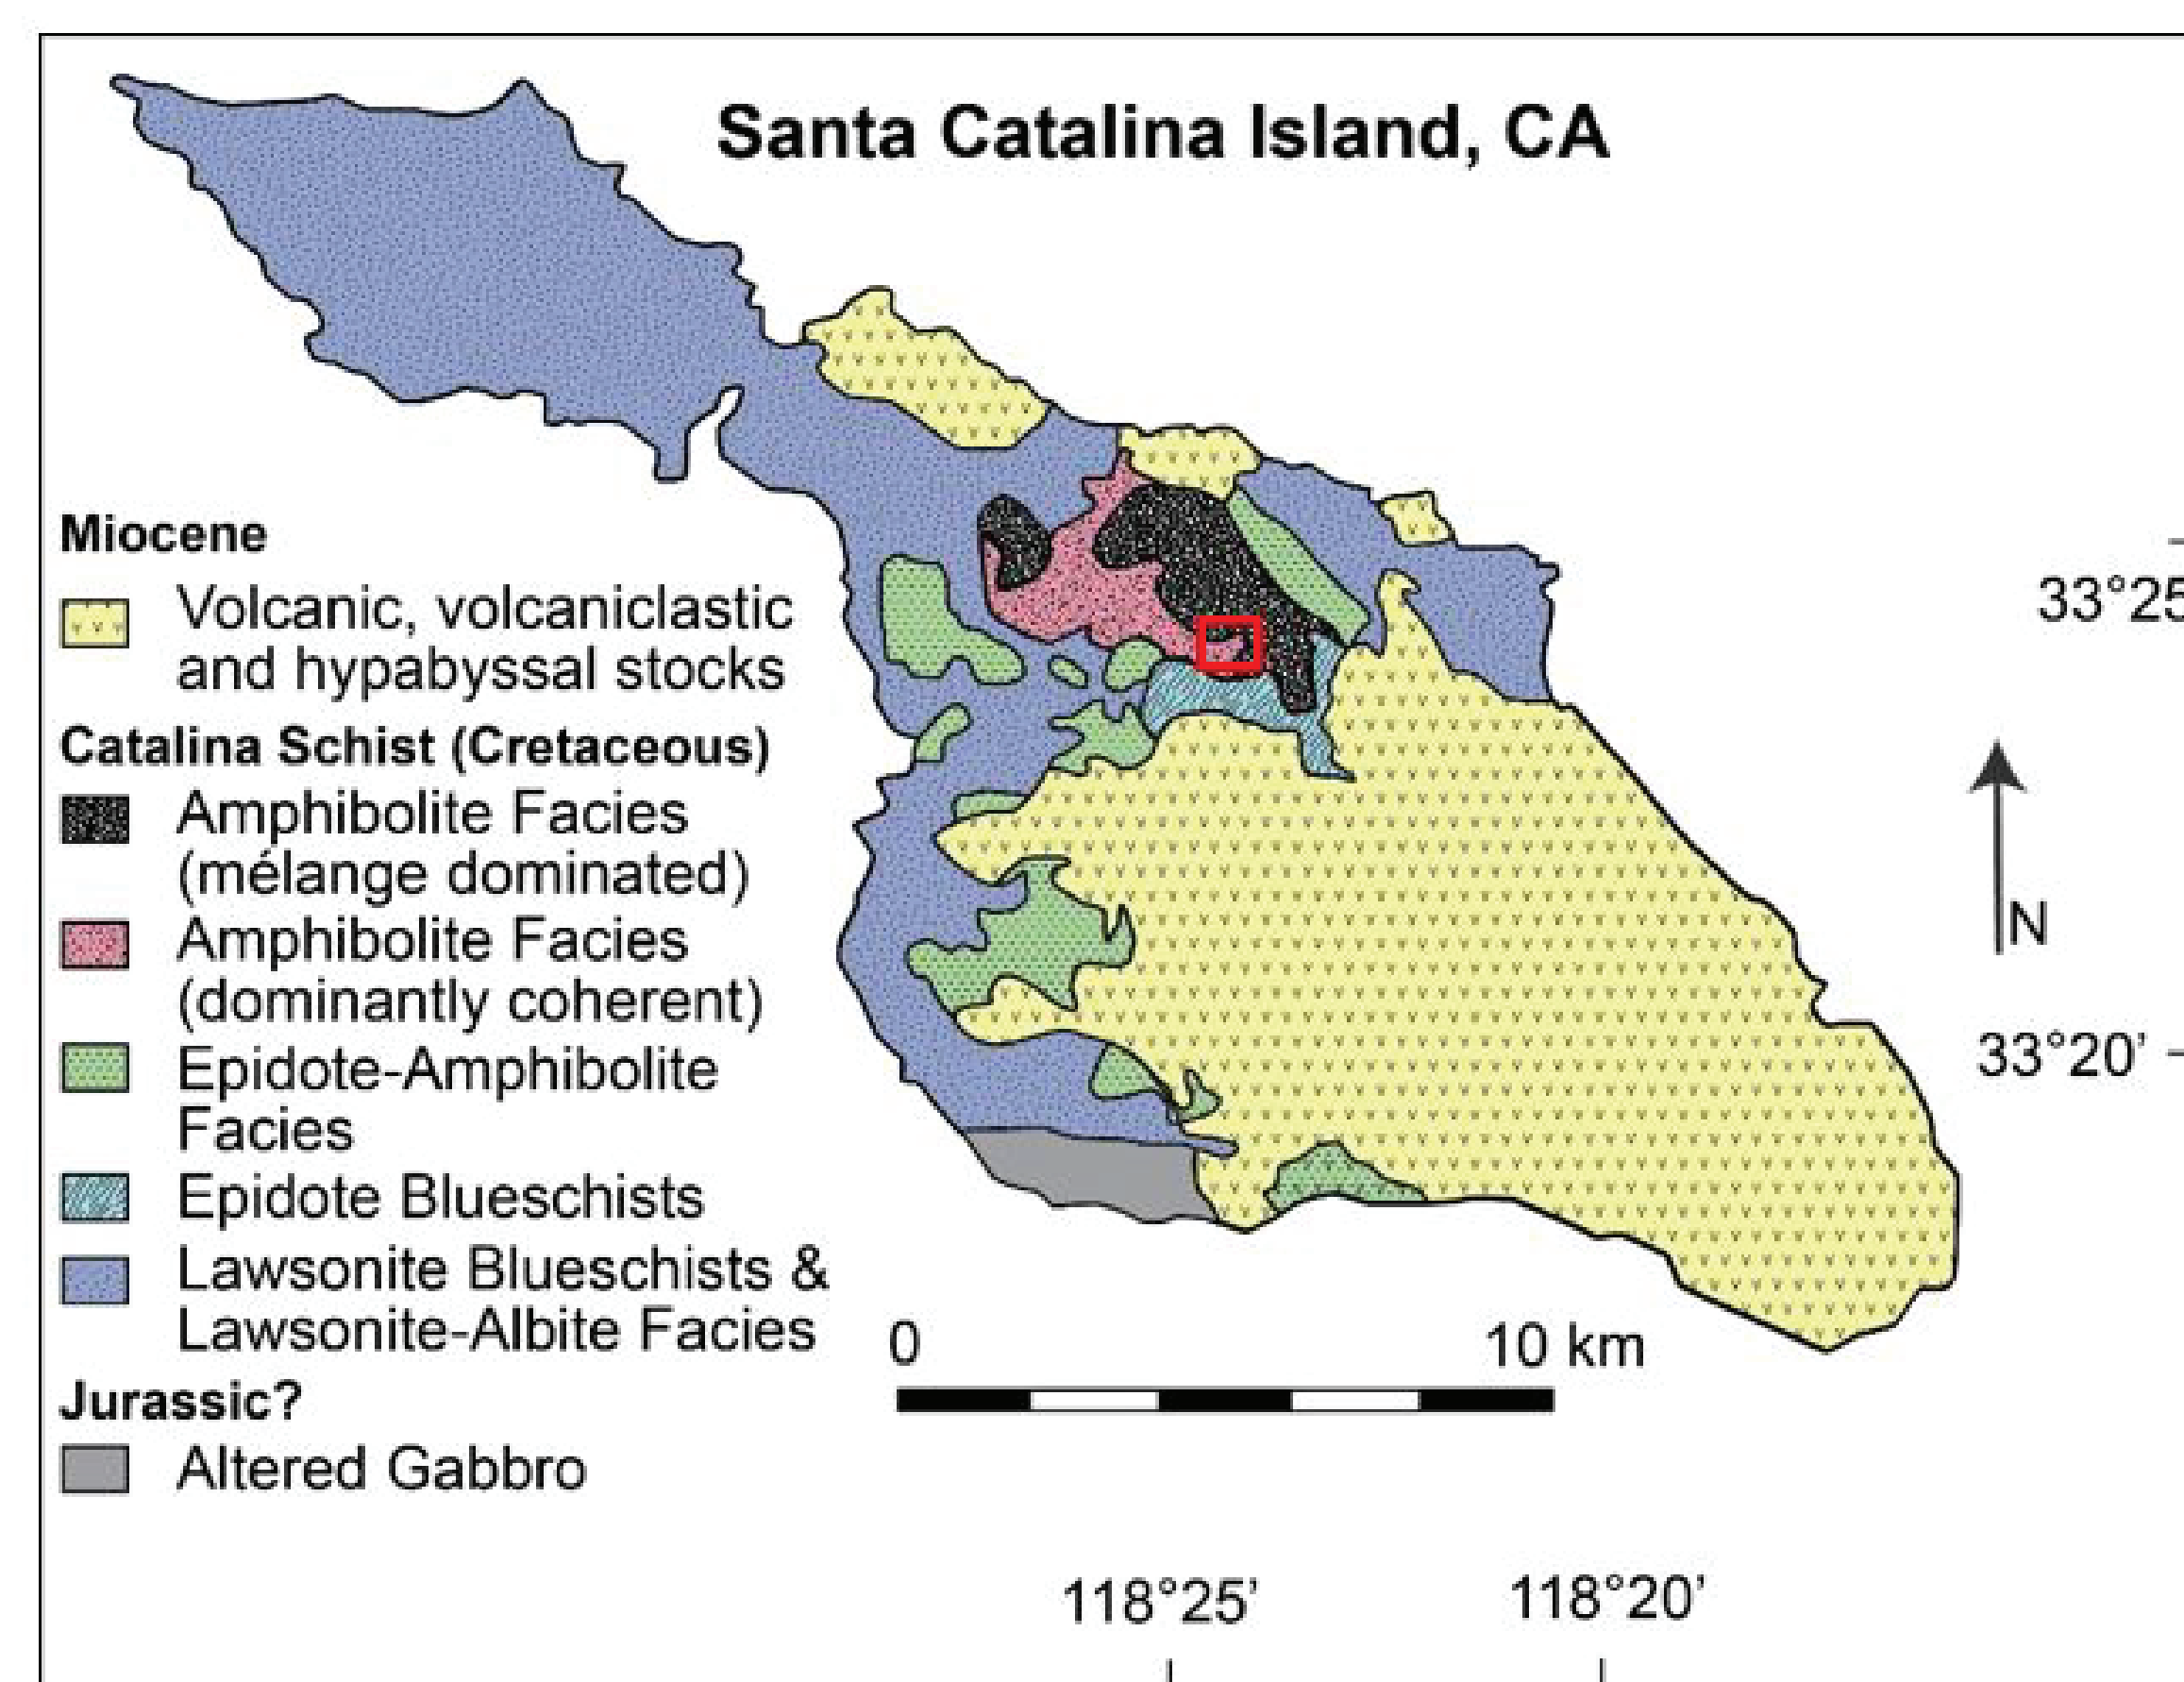 Santa Catalina Island, CA
Miocene
Volcanic, volcaniclastic
and hypabyssal stocks
Catalina Schist (Cretaceous)
Amphibolite Facies
(mélange dominated)
Amphibolite Facies
(dominantly coherent)
Epidote-Amphibolite
Facies
Epidote Blueschists
Lawsonite Blueschists &
Lawsonite-Albite Facies
Jurassic?
Altered Gabbro
33°25
N
33°20’
0
10 km
118°25’
118°20’